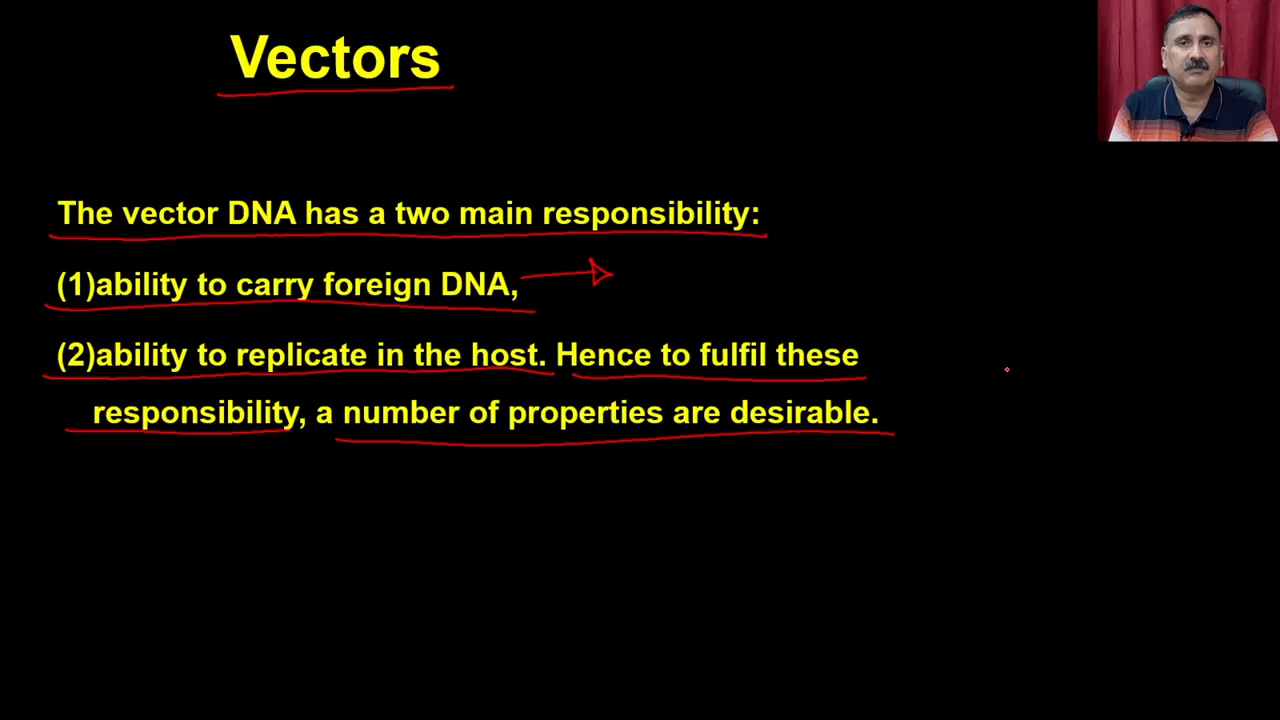 Vectors
The vector DNA has a two main responsibility:
(1)ability to carry foreign DNA,
(2)ability to replicate in the host. Hence to fulfil these
responsibility, a number of properties are desirable.